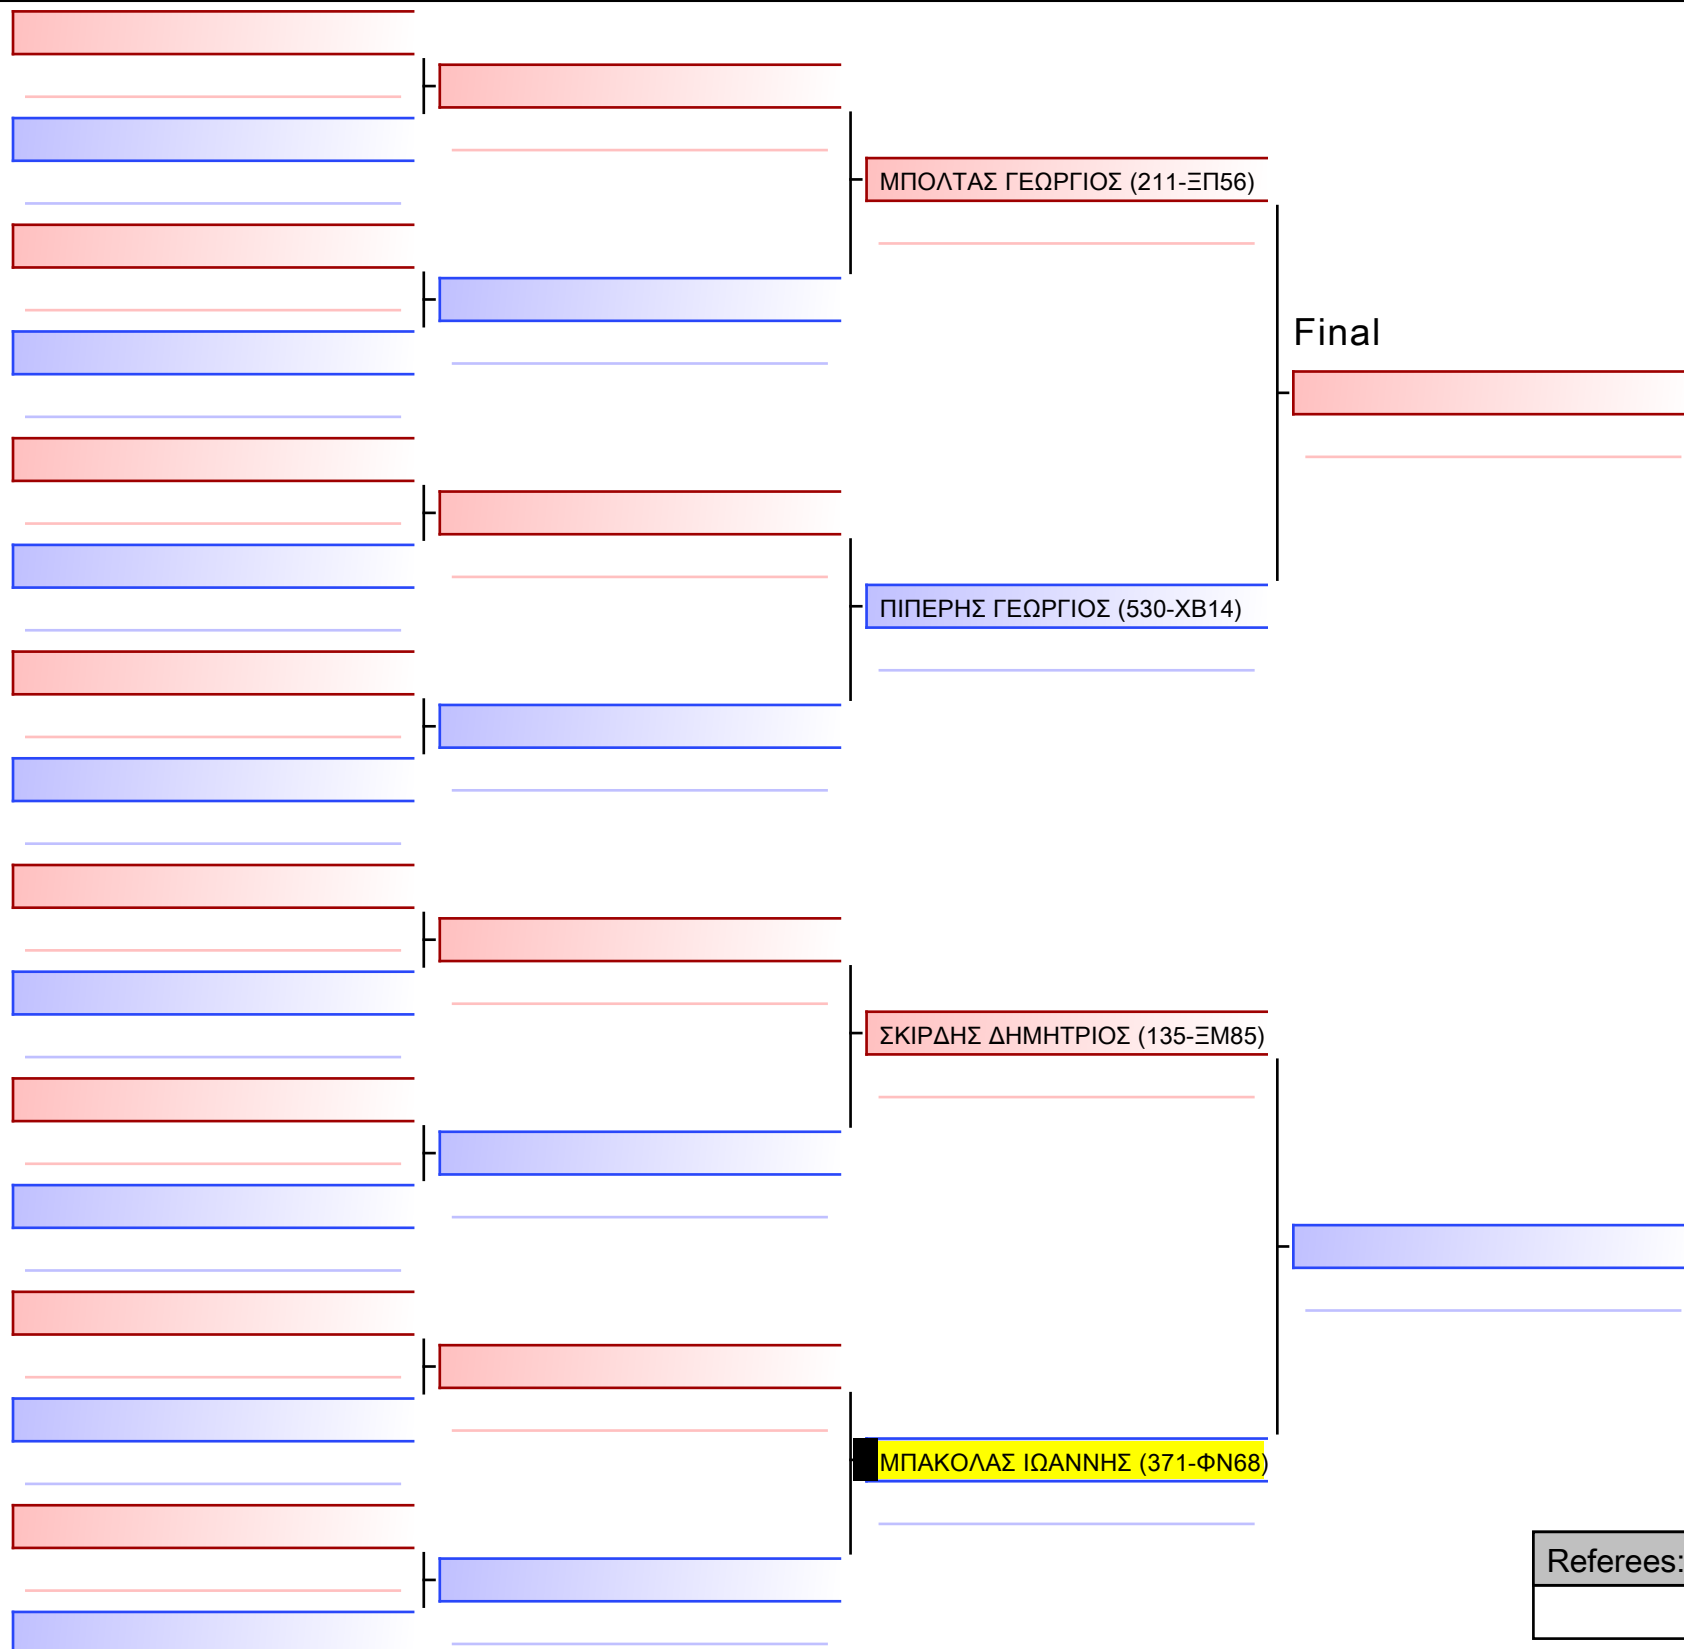 ΜΠΟΛΤΑΣ ΓΕΩΡΓΙΟΣ (211-ΞΠ56)
Final
ΠΙΠΕΡΗΣ ΓΕΩΡΓΙΟΣ (530-ΧΒ14)
ΣΚΙΡΔΗΣ ΔΗΜΗΤΡΙΟΣ (135-ΞΜ85)
ΜΠΑΚΟΛΑΣ ΙΩΑΝΝΗΣ (371-ΦΝ68)
Referees: